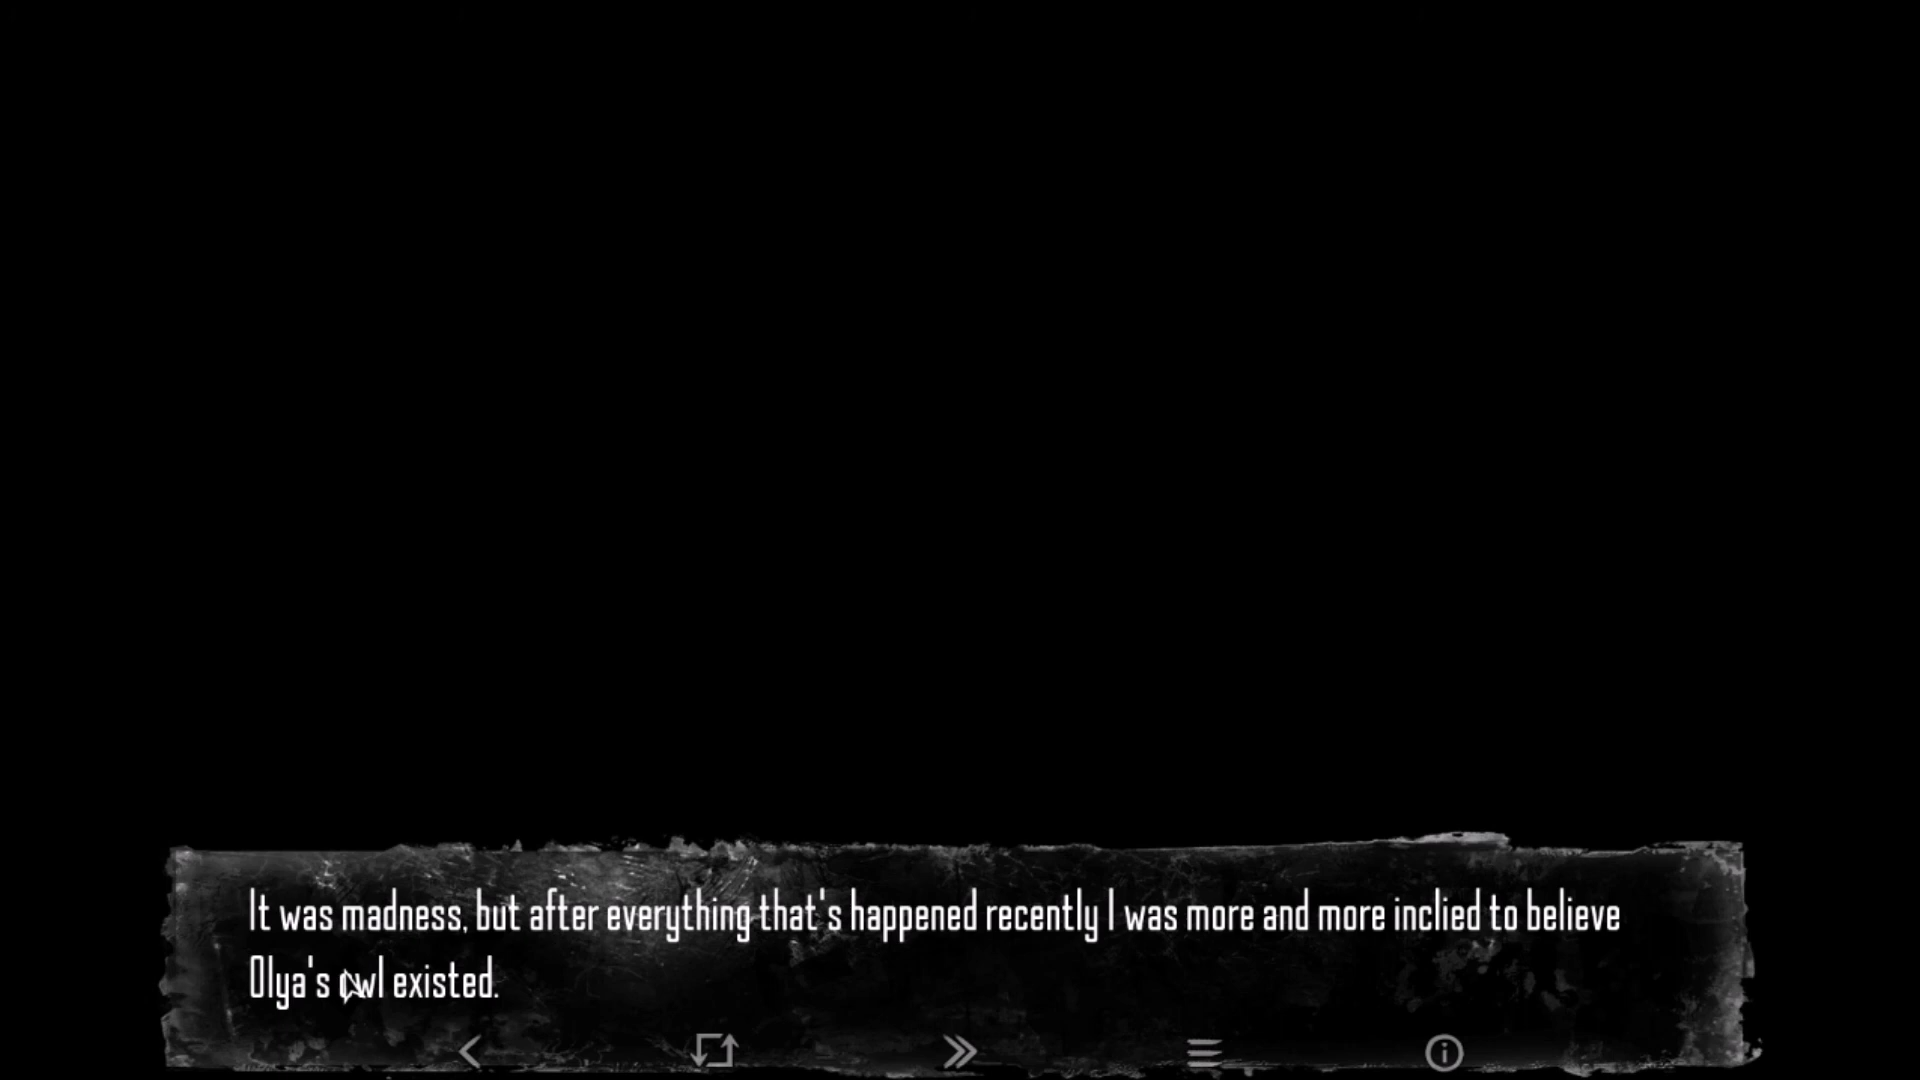 It was madness, but after everything that's happened recently I was more and more inclied to believe
Olya's owl existed.